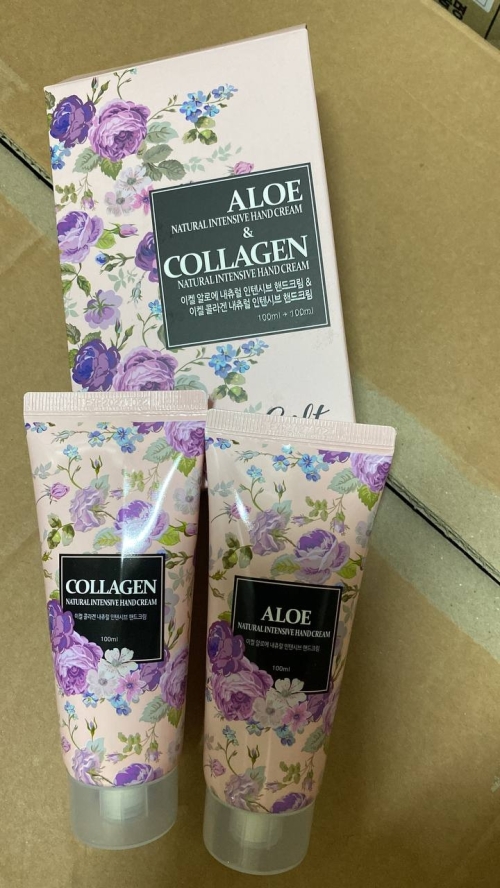 ALOE
NATURAL INTENSIVE HAND CREAM
&
COLLAGEN
NATURAL INTENSIVE HAND CREAM
이켈 알로에 내츄럴 인텐시브 핸드크림 &
이켈 콜라겐 내츄럴 인텐시브 핸드크림
100ml + 100ml
COLLAGEN
NATURAL INTENSIVE HAND CREAM
이켈 콜라겐 내츄럴 인텐시브 핸드크림
100ml
ALOE
NATURAL INTENSIVE HAND CREAM
이켈 알로에 내츄럴 인텐시브 핸드크림
100ml